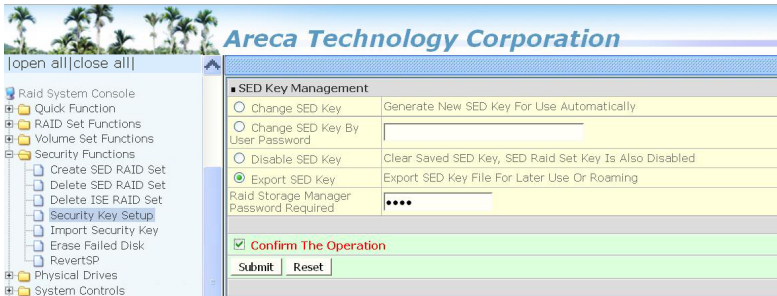 Areca Technology Corporation
|open all|close all|
Raid System Console
Quick Function
RAID Set Functions
Volume Set Functions
Security Functions
Create SED RAID Set
Delete SED RAID Set
Delete ISE RAID Set
Security Key Setup
Import Security Key
Erase Failed Disk
RevertSP
Physical Drives
System Controls
SED Key Management
Change SED Key
Generate New SED Key For Use Automatically
Change SED Key By
User Password
Disable SED Key
Clear Saved SED Key, SED Raid Set Key Is Also Disabled
Export SED Key
Export SED Key File For Later Use Or Roaming
Raid Storage Manager
Password Required
••••
Confirm The Operation
Submit
Reset